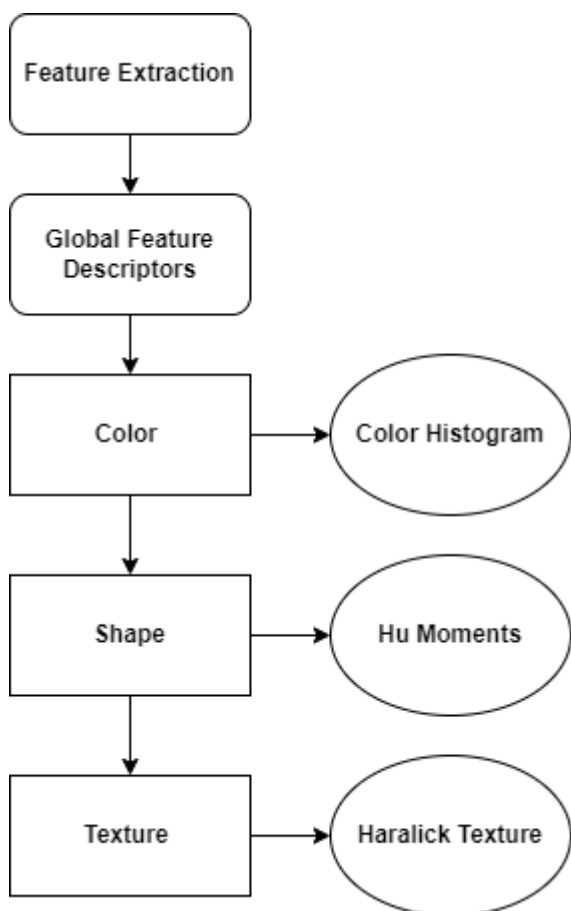 Feature Extraction
Global Feature
Descriptors
Color
Color Histogram
Shape
Hu Moments
Texture
Haralick Texture